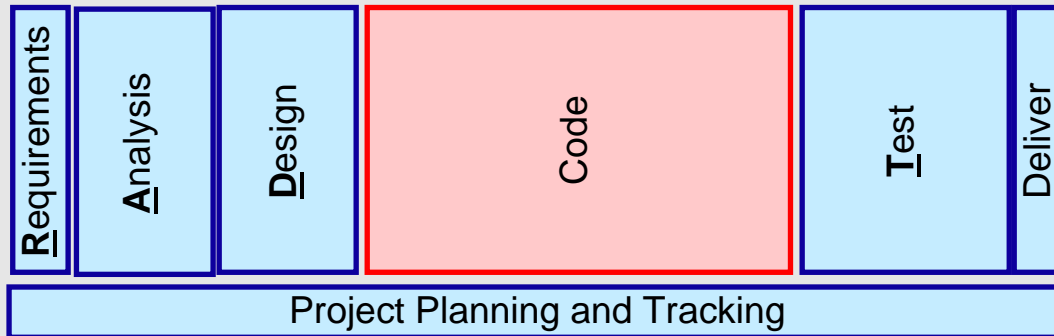 Requirements
Analysis
Design
Code
Test
Deliver
Project Planning and Tracking